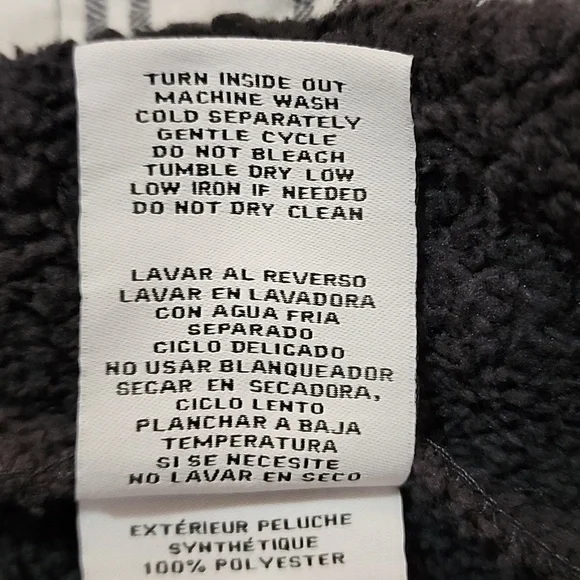 TURN INSIDE OUT
MACHINE WASH
COLD SEPARATELY
GENTLE CYCLE
DO NOT BLEACH
TUMBLE DRY LOW
LOW IRON IF NEEDED
DO NOT DRY CLEAN
LAVAR AL REVERSO
LAVAR EN LAVADORA
CON AGUA FRIA
SEPARADO
CICLO DELICADO
NO USAR BLANQUEADOR
SECAR EN SECADORA,
CICLO LENTO
PLANCHAR A BAJA
TEMPERATURA
SI SE NECESITE
NO LAVAR EN SECO
EXTÉRIEUR PELUCHE
SYNTHÉTIQUE
100% POLYESTER